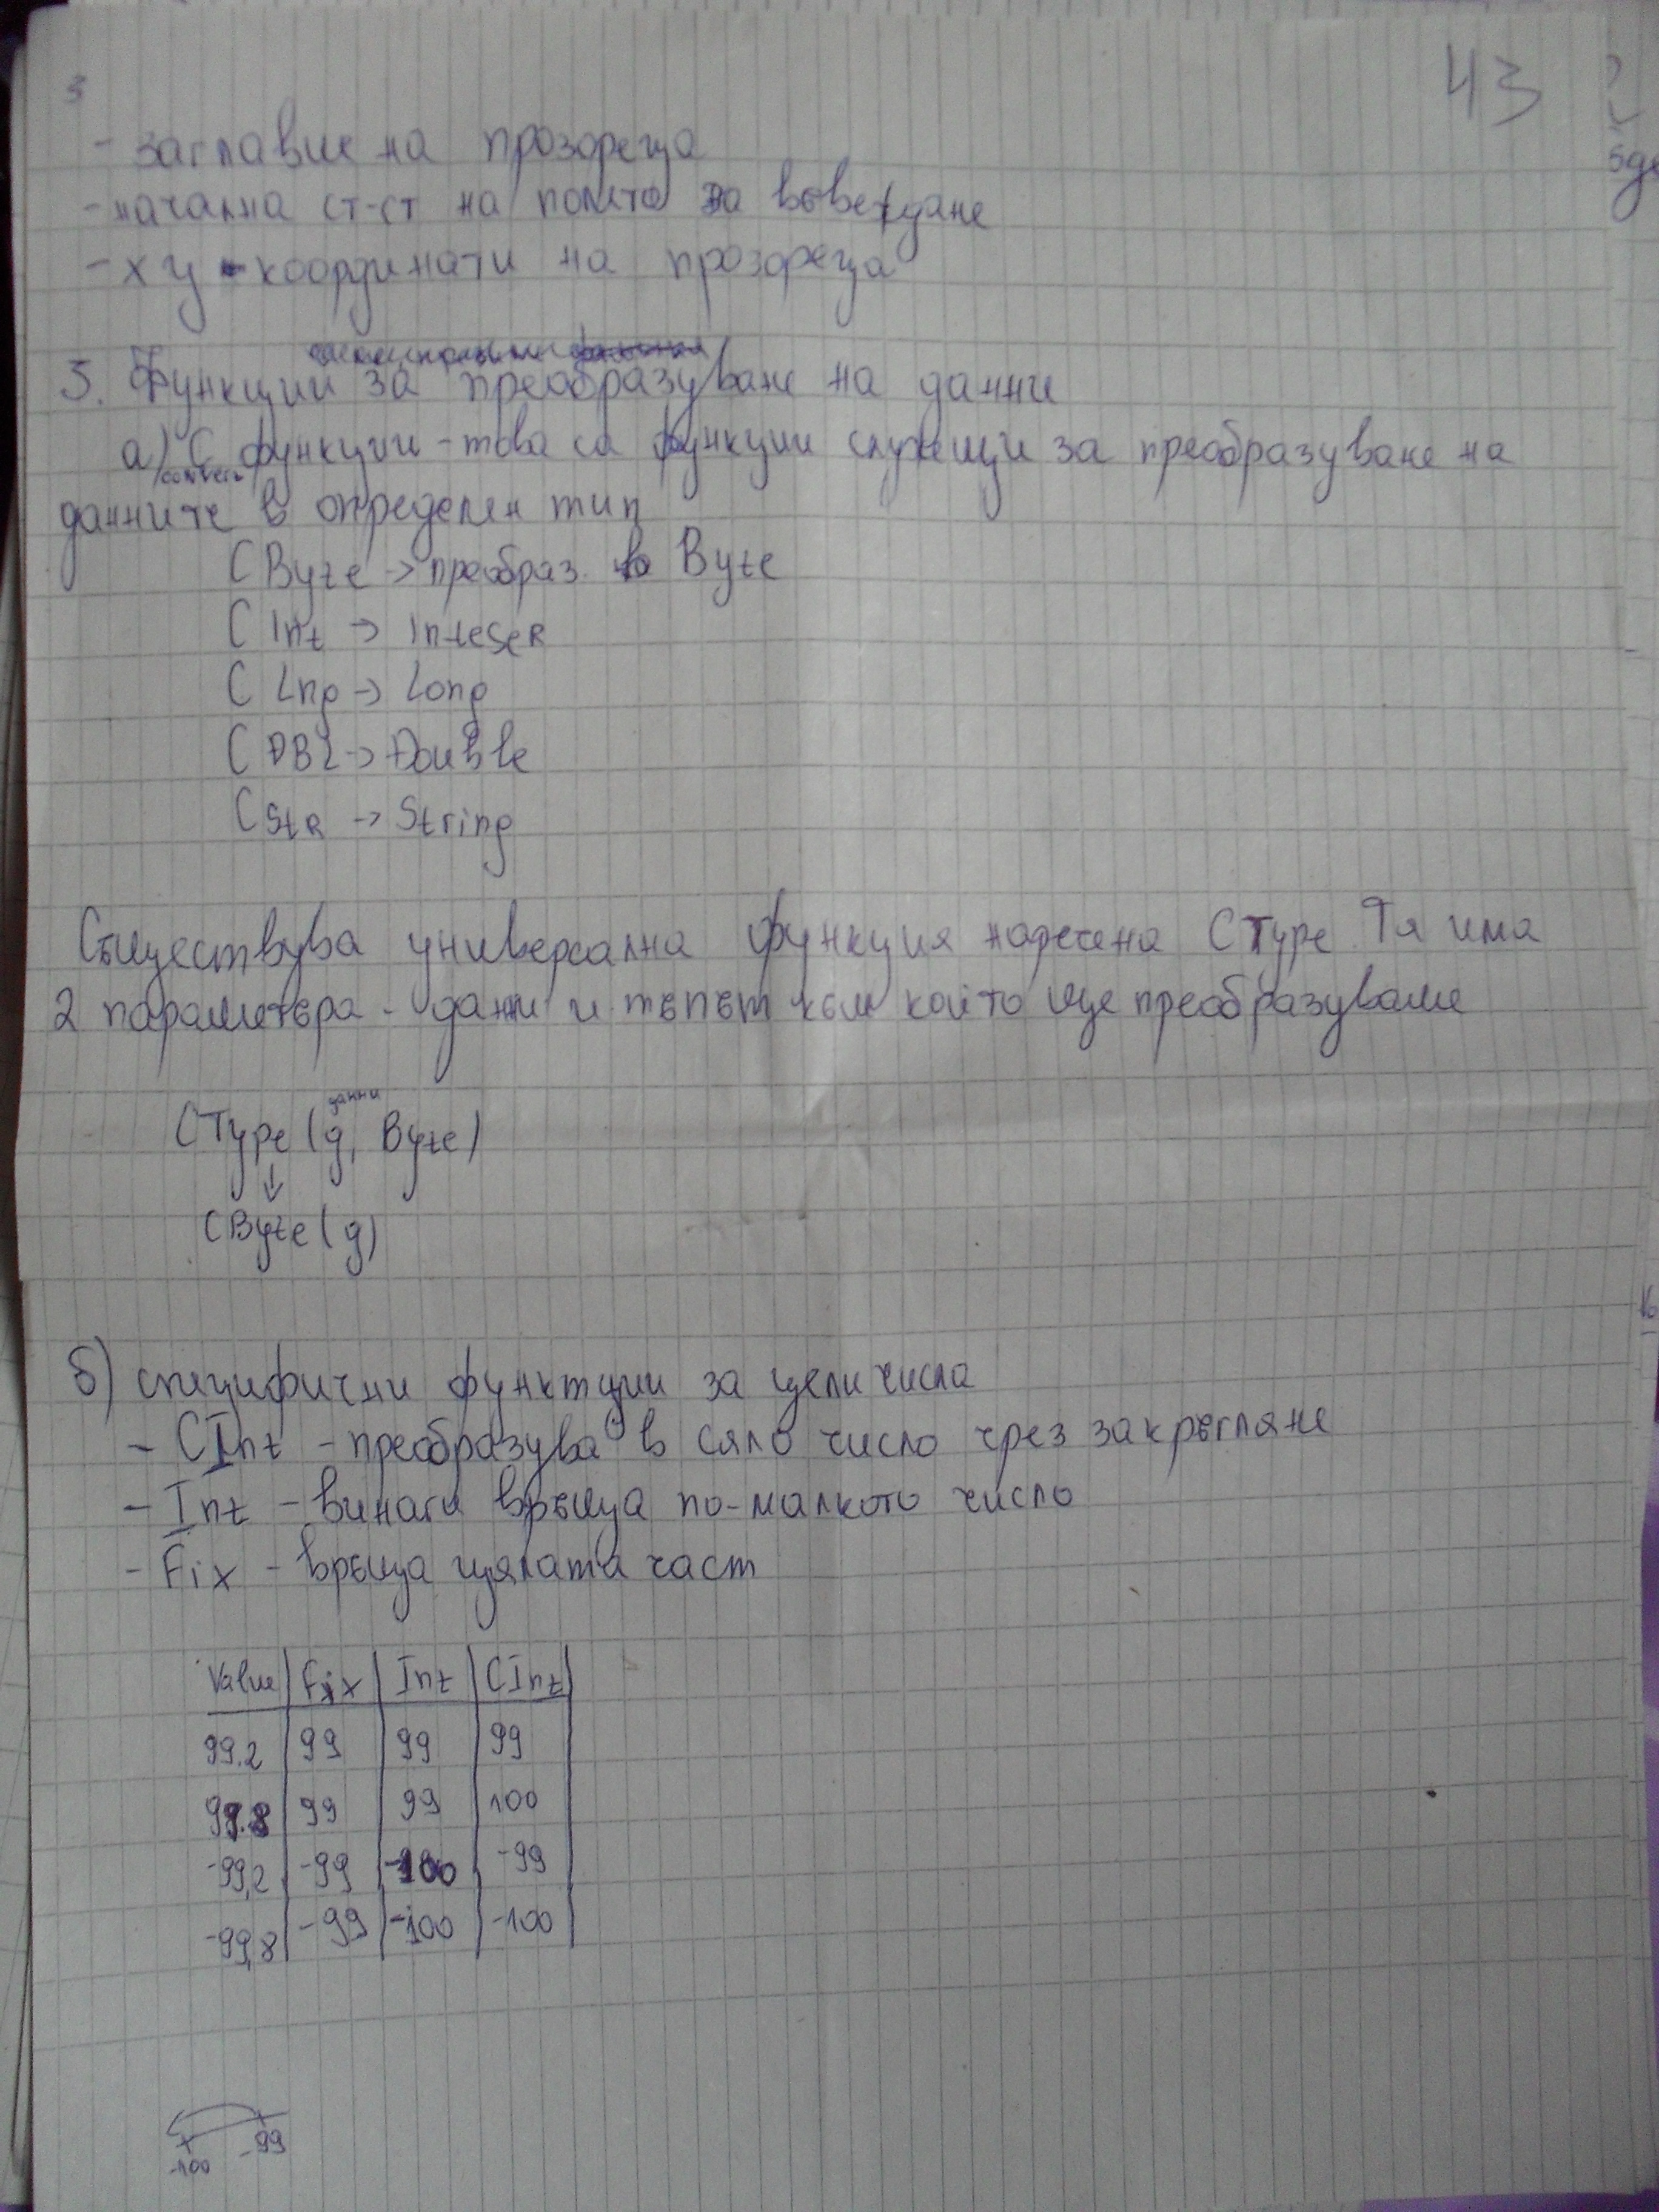 43
3
- заглавие на прозореца
- начална ст-ст на полето за въвеждане
- x y - координати на прозореца
3. Функции за преобразуване на данни
а) C функции - това са функции служещи за преобразуване на
convert
данните в определен тип
CByte -> преобраз. в Byte
CInt -> Integer
CLng -> Long
CDBL -> Double
CStR -> String
Съществува универсална функция наречена CType. Тя има
2 параметъра - данни и типът към който ще преобразуваме
данни
CType(g, Byte)
↓
CByte(g)
б) специфични функтции за цели числа
- CInt - преобразува в сяло число чрез закръгляне
- Int - винаги връща по-малкото число
- Fix - връща цялата част
Value | Fix | Int | CInt
99.2 | 99 | 99 | 99
99.8 | 99 | 99 | 100
-99,2 | -99 | -100 | -99
-99,8 | -99 | -100 | -100
-100 -99